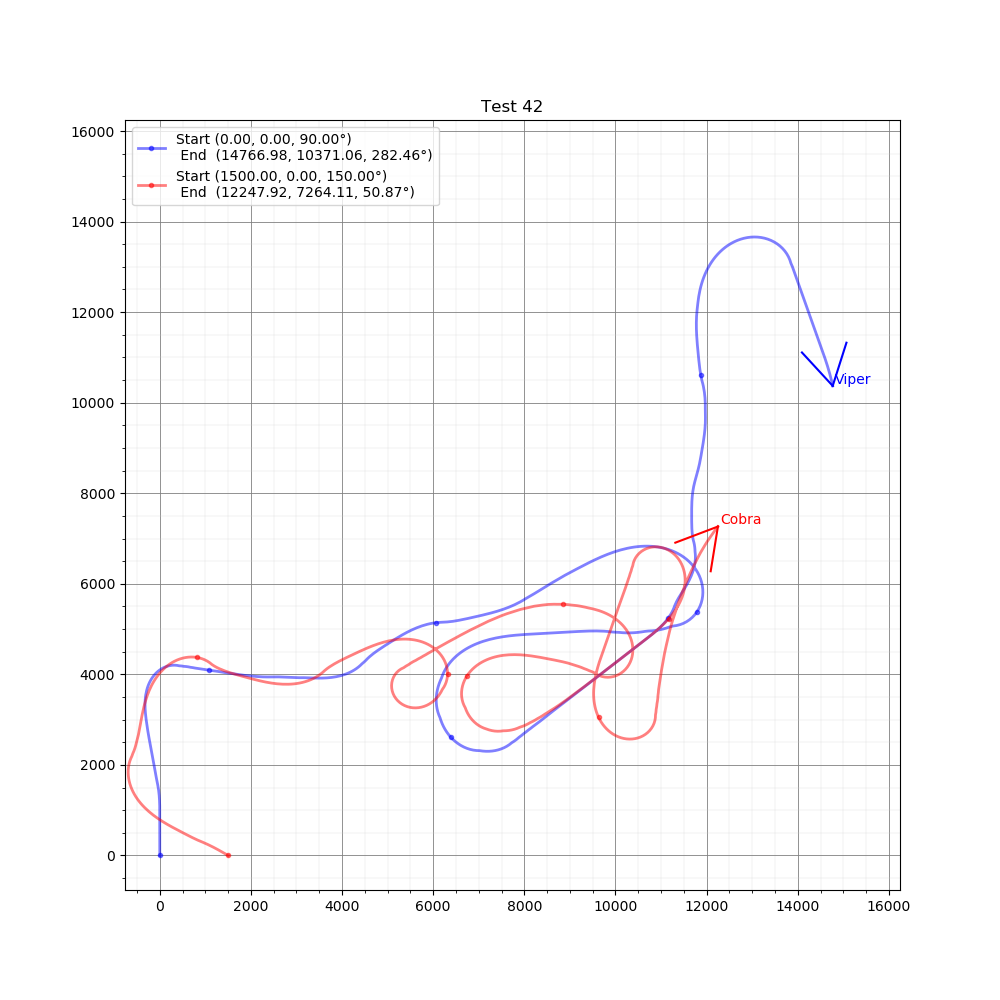 Test 42
Start (0.00, 0.00, 90.00°)
End (14766.98, 10371.06, 282.46°)
Start (1500.00, 0.00, 150.00°)
End (12247.92, 7264.11, 50.87°)
16000
14000
12000
10000
8000
6000
4000
2000
0
Viper
Cobra
0 2000 4000 6000 8000 10000 12000 14000 16000